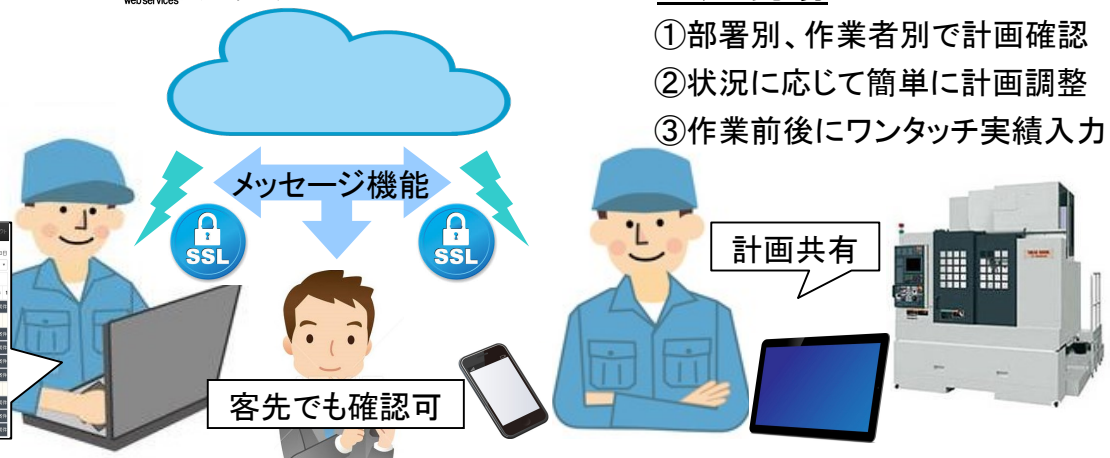 web services
①部署別、作業者別で計画確認
②状況に応じて簡単に計画調整
③作業前後にワンタッチ実績入力
メッセージ機能
SSL
SSL
計画共有
客先でも確認可